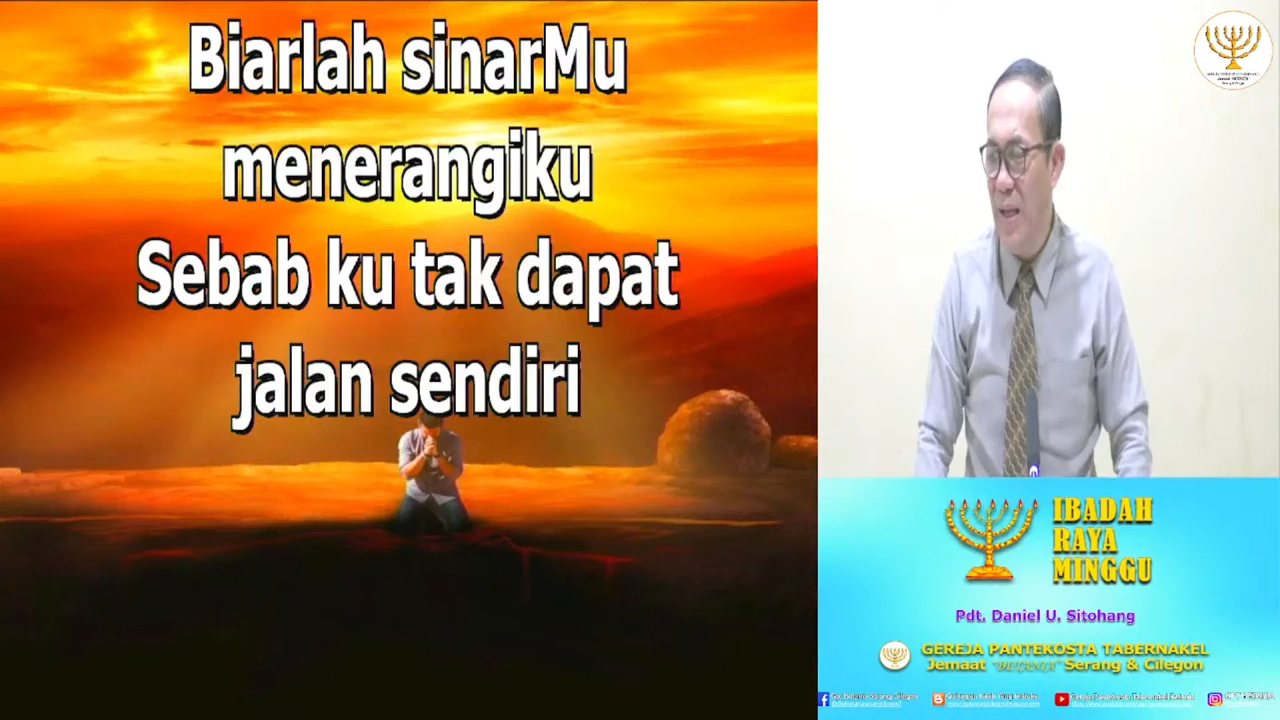 Biarlah sinarMu
menerangiku
Sebab ku tak dapat
jalan sendiri
IBADAH
RAYA
MINGGU
Pdt. Daniel U. Sitohang
GEREJA PANTEKOSTA TABERNAKEL
Jemaat "BETANIA" Serang & Cilegon